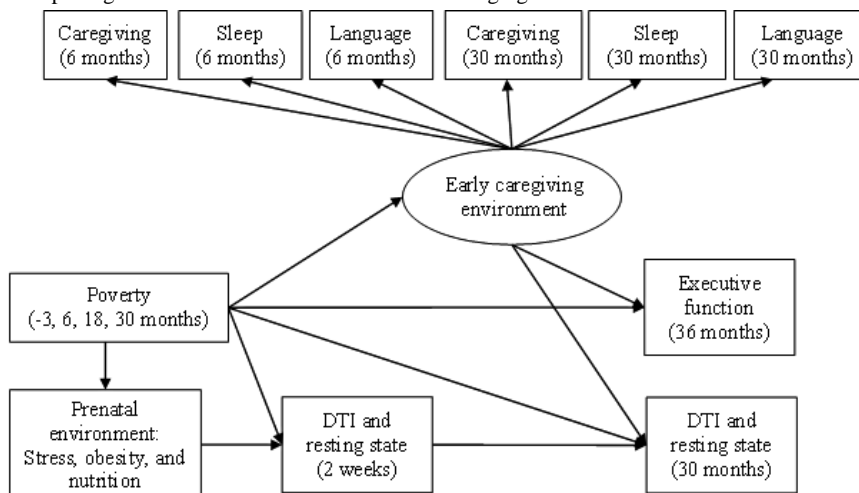 Caregiving
(6 months)
Sleep
(6 months)
Language
(6 months)
Caregiving
(30 months)
Sleep
(30 months)
Language
(30 months)
Early caregiving
environment
Poverty
(-3, 6, 18, 30 months)
Executive
function
(36 months)
Prenatal
environment:
Stress, obesity, and
nutrition
DTI and
resting state
(2 weeks)
DTI and
resting state
(30 months)